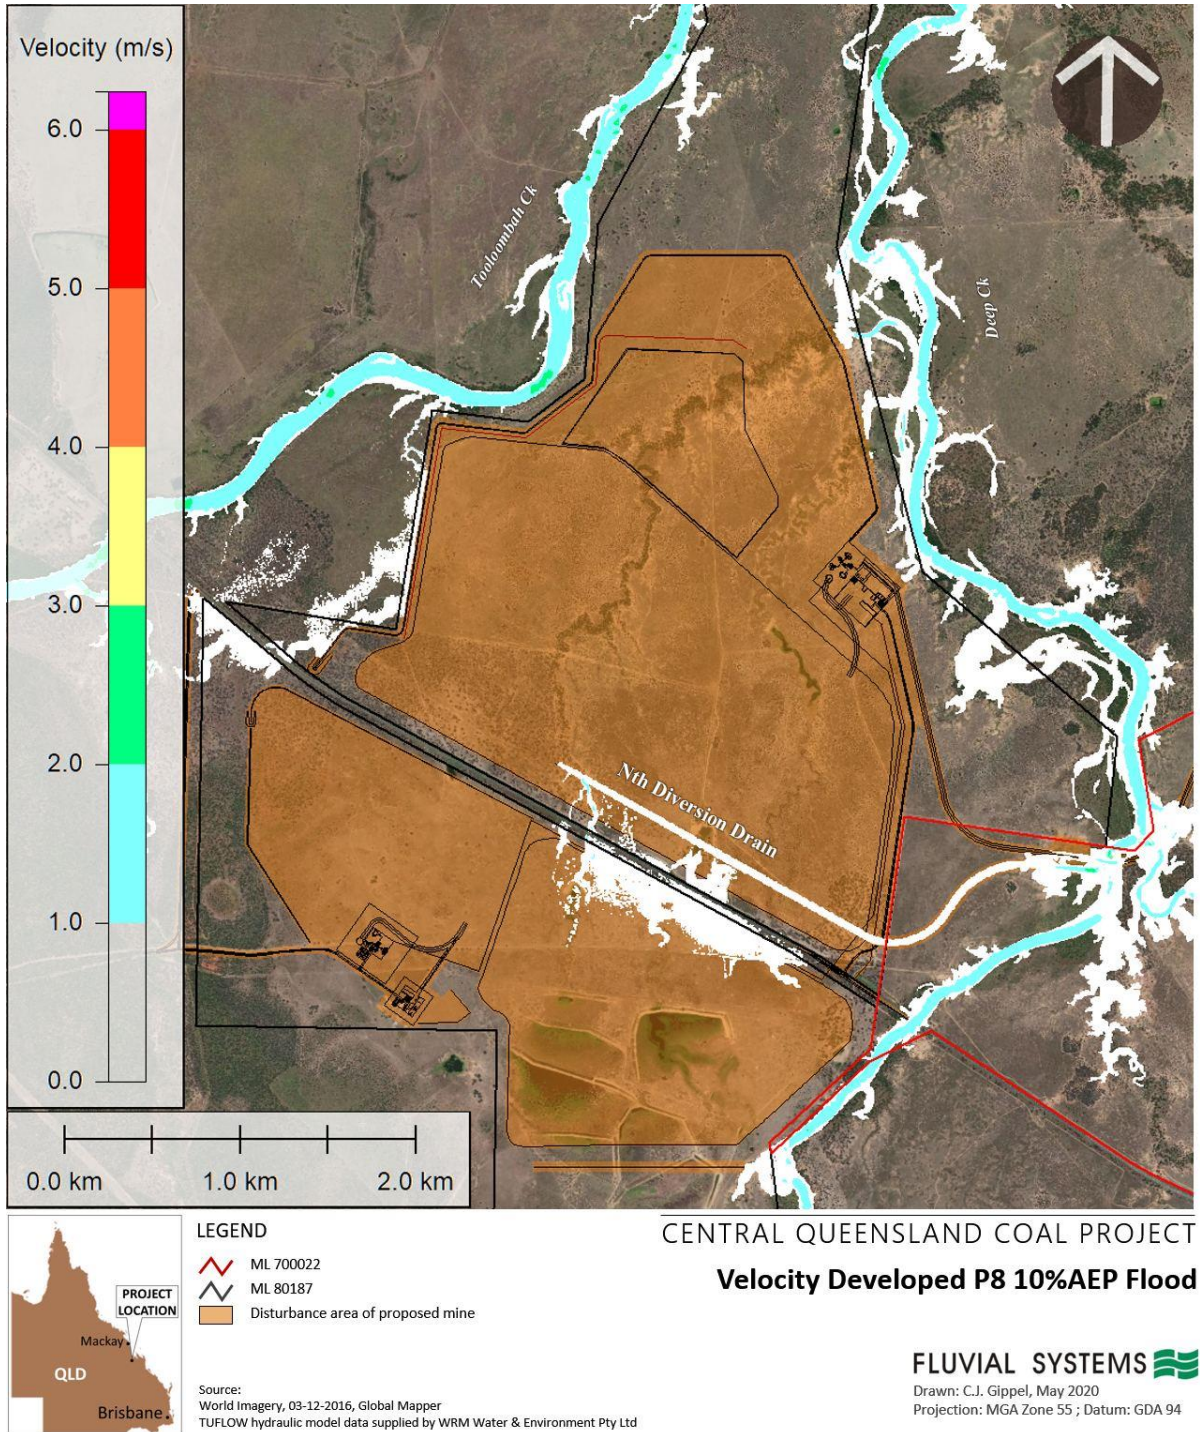 Velocity (m/s)
6.0
5.0
4.0
3.0
2.0
1.0
0.0
Tooloombah Ck
Deep Ck
Nth Diversion Drain
0.0 km
1.0 km
2.0 km
PROJECT
LOCATION
Mackay
QLD
Brisbane
LEGEND
ML 700022
ML 80187
Disturbance area of proposed mine
Source:
World Imagery, 03-12-2016, Global Mapper
TUFLOW hydraulic model data supplied by WRM Water & Environment Pty Ltd
CENTRAL QUEENSLAND COAL PROJECT
Velocity Developed P8 10%AEP Flood
FLUVIAL SYSTEMS
Drawn: C.J. Gippel, May 2020
Projection: MGA Zone 55 ; Datum: GDA 94